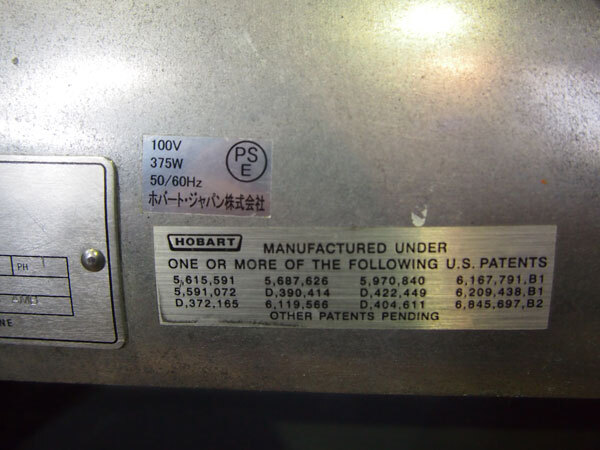 100V
375W
50/60Hz
ホバート・ジャパン株式会社
PS
E
HOBART
MANUFACTURED UNDER
ONE OR MORE OF THE FOLLOWING U.S. PATENTS
5,615,591 5,687,626 5,970,840 6,167,791,B1
5,591,072 D,390,414 D,422,449 6,209,438,B1
D,372,165 6,119,566 D,404,611 6,845,697,B2
OTHER PATENTS PENDING
PH 1
NE